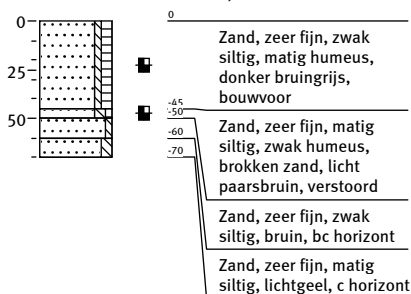 0
25
50
0
Zand, zeer fijn, zwak
siltig, matig humeus,
donker bruingrijs,
bouwvoor
-45
-50
Zand, zeer fijn, matig
siltig, zwak humeus,
brokken zand, licht
paarsbruin, verstoord
-60
Zand, zeer fijn, zwak
siltig, bruin, bc horizont
-70
Zand, zeer fijn, matig
siltig, lichtgeel, c horizont